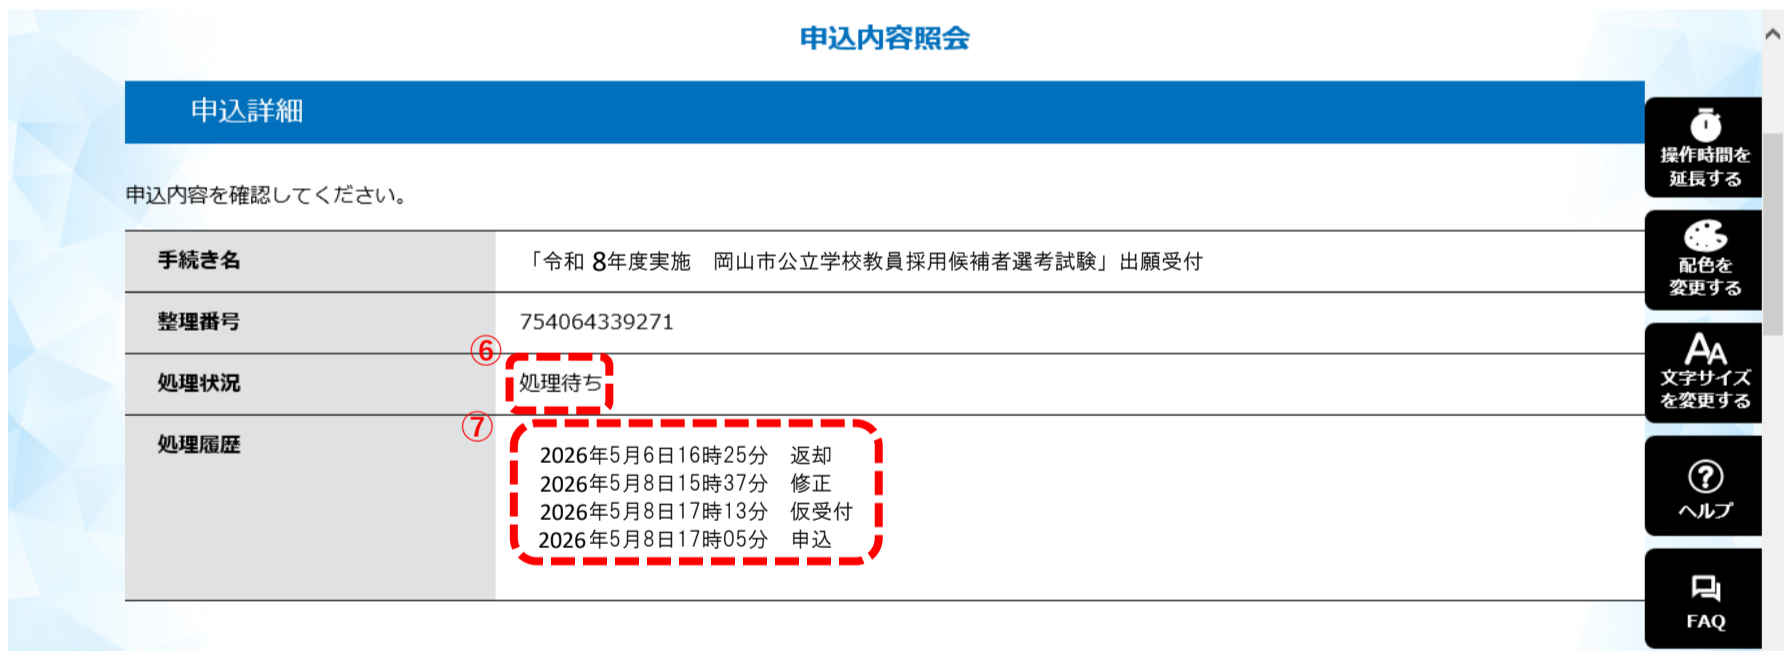 申込内容照会
申込詳細
申込内容を確認してください。
手続き名
「令和 8年度実施　岡山市公立学校教員採用候補者選考試験」出願受付
整理番号
754064339271
⑥
処理状況
処理待ち
⑦
処理履歴
2026年5月6日16時25分　返却
2026年5月8日15時37分　修正
2026年5月8日17時13分　仮受付
2026年5月8日17時05分　申込
操作時間を
延長する
配色を
変更する
AA
文字サイズ
を変更する
?
ヘルプ
FAQ